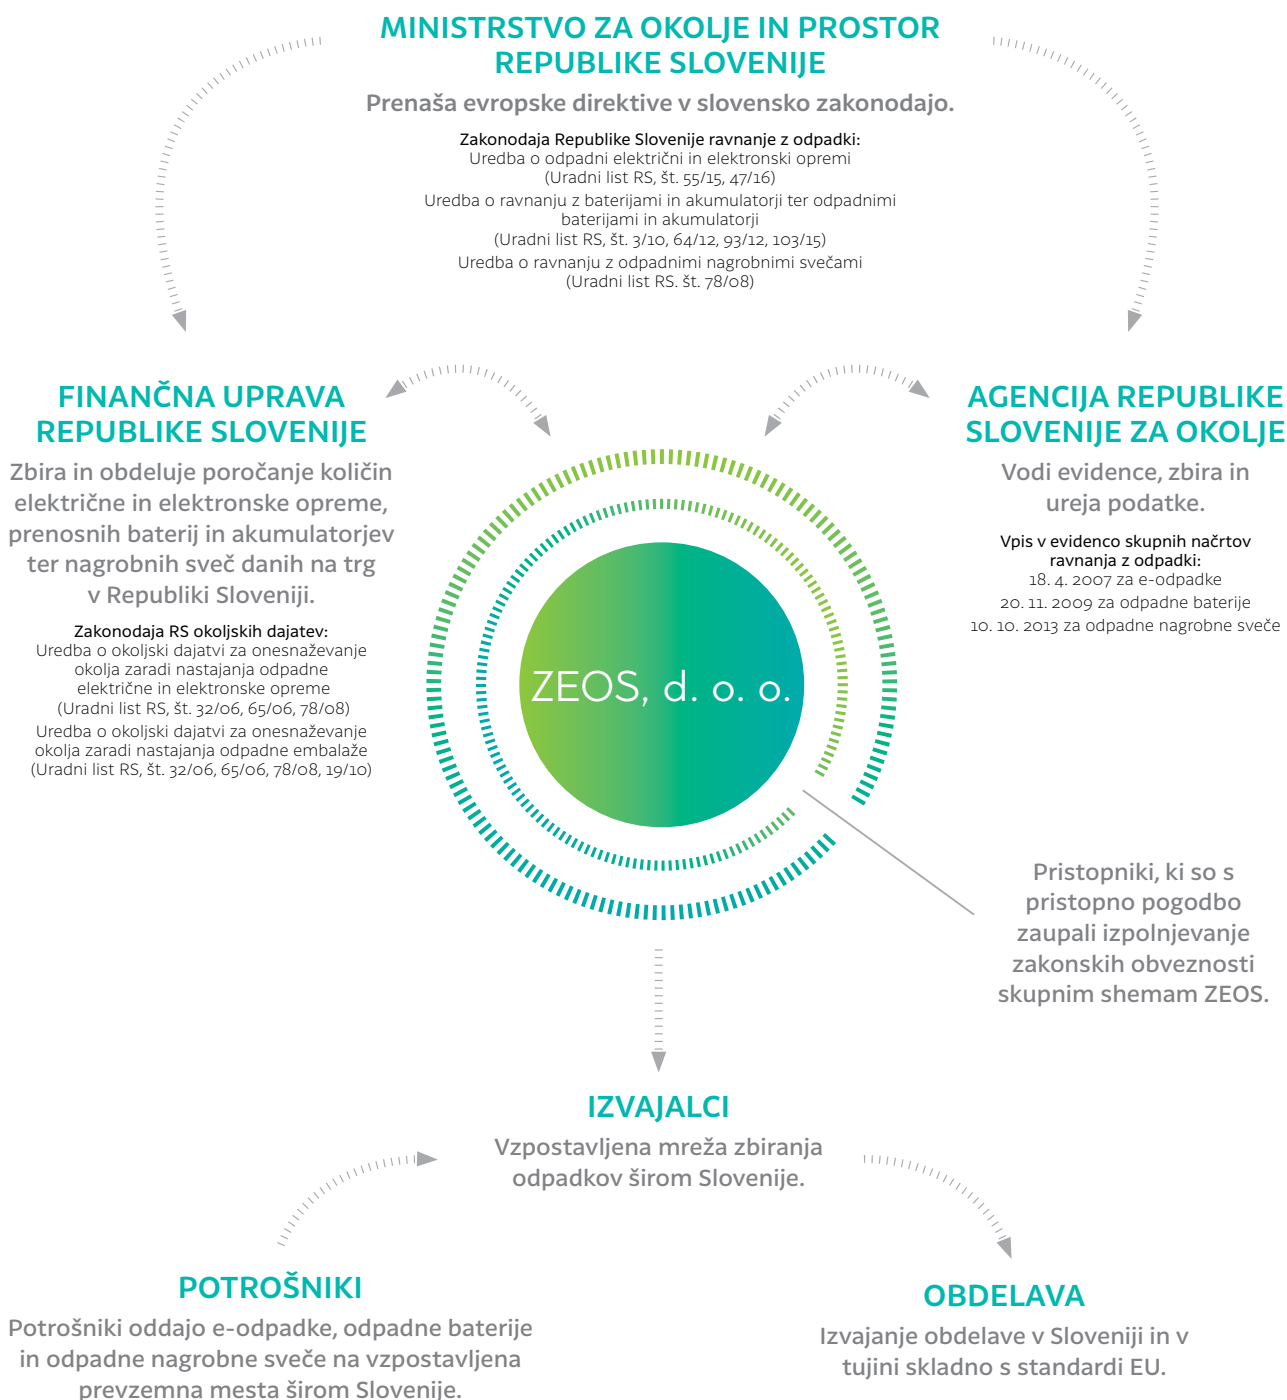 MINISTRSTVO ZA OKOLJE IN PROSTOR
REPUBLIKE SLOVENIJE
Prenaša evropske direktive v slovensko zakonodajo.
Zakonodaja Republike Slovenije ravnanje z odpadki:
Uredba o odpadni električni in elektronski opremi
(Uradni list RS, št. 55/15, 47/16)
Uredba o ravnanju z baterijami in akumulatorji ter odpadnimi
baterijami in akumulatorji
(Uradni list RS, št. 3/10, 64/12, 93/12, 103/15)
Uredba o ravnanju z odpadnimi nagrobnimi svečami
(Uradni list RS. št. 78/08)
FINANČNA UPRAVA
REPUBLIKE SLOVENIJE
Zbira in obdeluje poročanje količin
električne in elektronske opreme,
prenosnih baterij in akumulatorjev
ter nagrobnih sveč danih na trg
v Republiki Sloveniji.
Zakonodaja RS okoljskih dajatev:
Uredba o okoljski dajatvi za onesnaževanje
okolja zaradi nastajanja odpadne
električne in elektronske opreme
(Uradni list RS, št. 32/06, 65/06, 78/08)
Uredba o okoljski dajatvi za onesnaževanje
okolja zaradi nastajanja odpadne embalaže
(Uradni list RS, št. 32/06, 65/06, 78/08, 19/10)
AGENCIJA REPUBLIKE
SLOVENIJE ZA OKOLJE
Vodi evidence, zbira in
ureja podatke.
Vpis v evidenco skupnih načrtov
ravnanja z odpadki:
18. 4. 2007 za e-odpadke
20. 11. 2009 za odpadne baterije
10. 10. 2013 za odpadne nagrobne sveče
ZEOS, d. o. o.
Pristopniki, ki so s
pristopno pogodbo
zaupali izpolnjevanje
zakonskih obveznosti
skupnim shemam ZEOS.
IZVAJALCI
Vzpostavljena mreža zbiranja
odpadkov širom Slovenije.
POTROŠNIKI
Potrošniki oddajo e-odpadke, odpadne baterije
in odpadne nagrobne sveče na vzpostavljena
prevzemna mesta širom Slovenije.
OBDELAVA
Izvajanje obdelave v Sloveniji in v
tujini skladno s standardi EU.